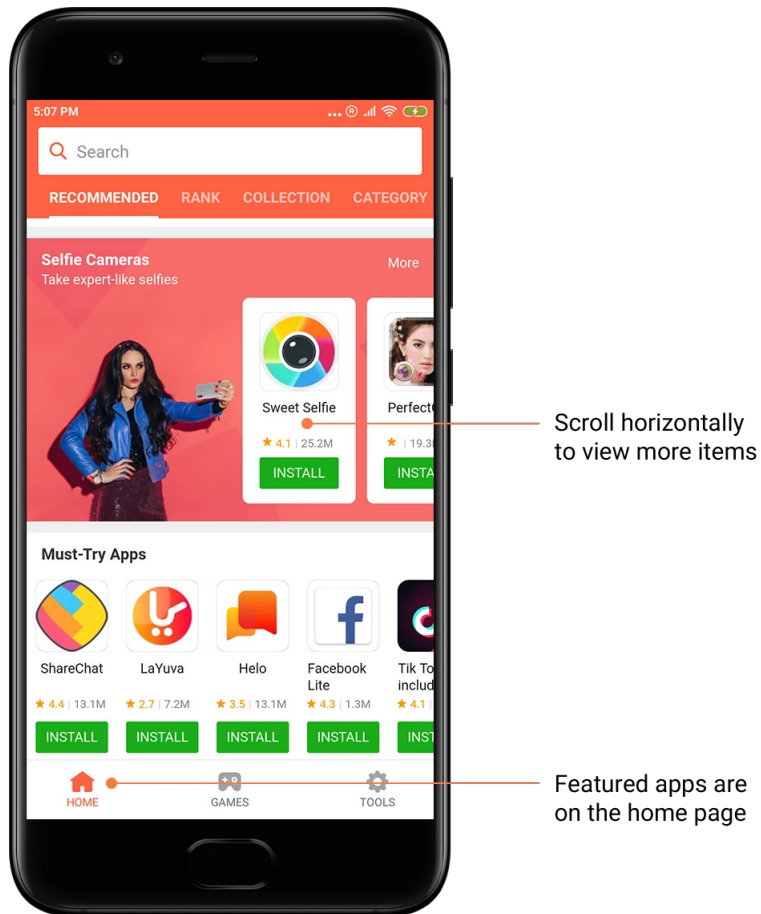 5:07 PM
Search
RECOMMENDED RANK COLLECTION CATEGORY
Selfie Cameras
More
Take expert-like selfies
Sweet Selfie
4.1 | 25.2M
INSTALL
Scroll horizontally
to view more items
Must-Try Apps
ShareChat LaYuva Helo Facebook
Lite
4.4 | 13.1M 2.7 | 7.2M 3.5 | 13.1M 4.3 | 1.3M 4.1
INSTALL INSTALL INSTALL INSTALL
HOME GAMES TOOLS
Featured apps are
on the home page